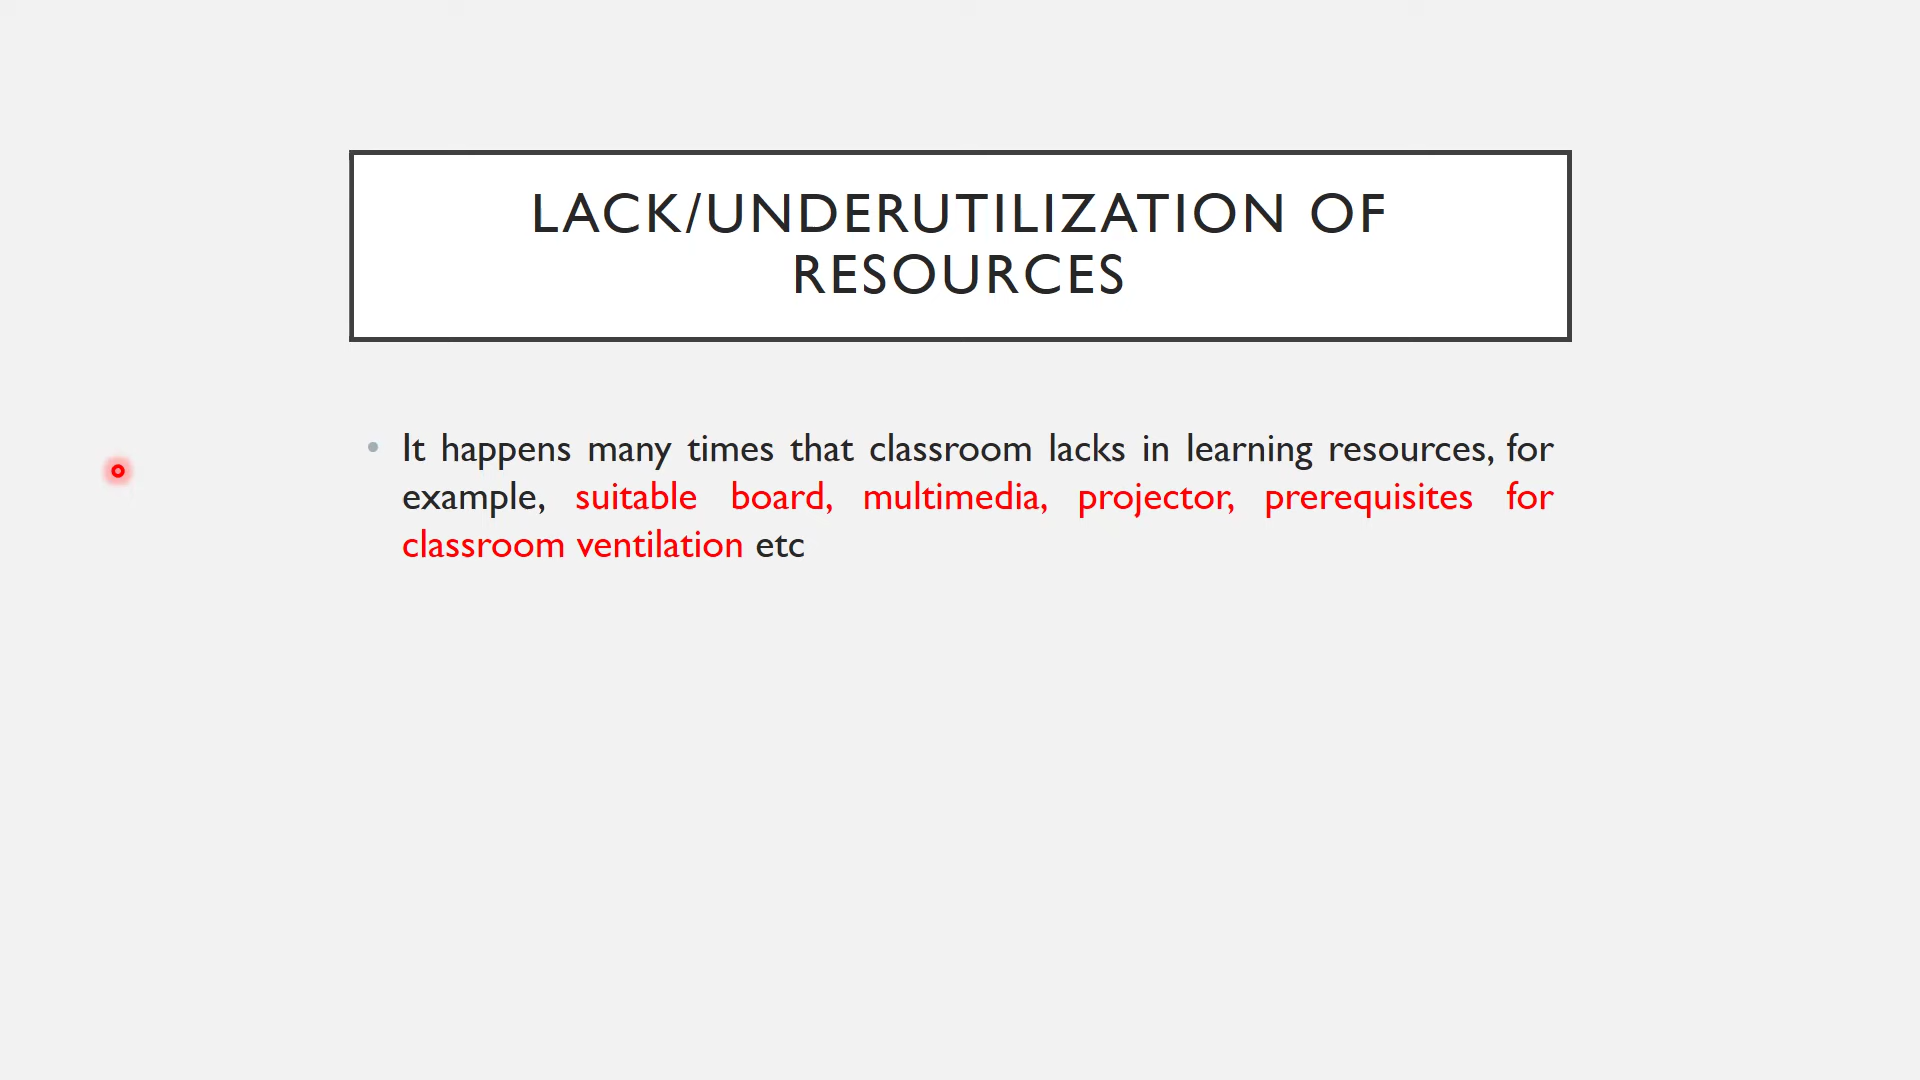 LACK/UNDERUTILIZATION OF
RESOURCES
• It happens many times that classroom lacks in learning resources, for
example, suitable board, multimedia, projector, prerequisites for
classroom ventilation etc